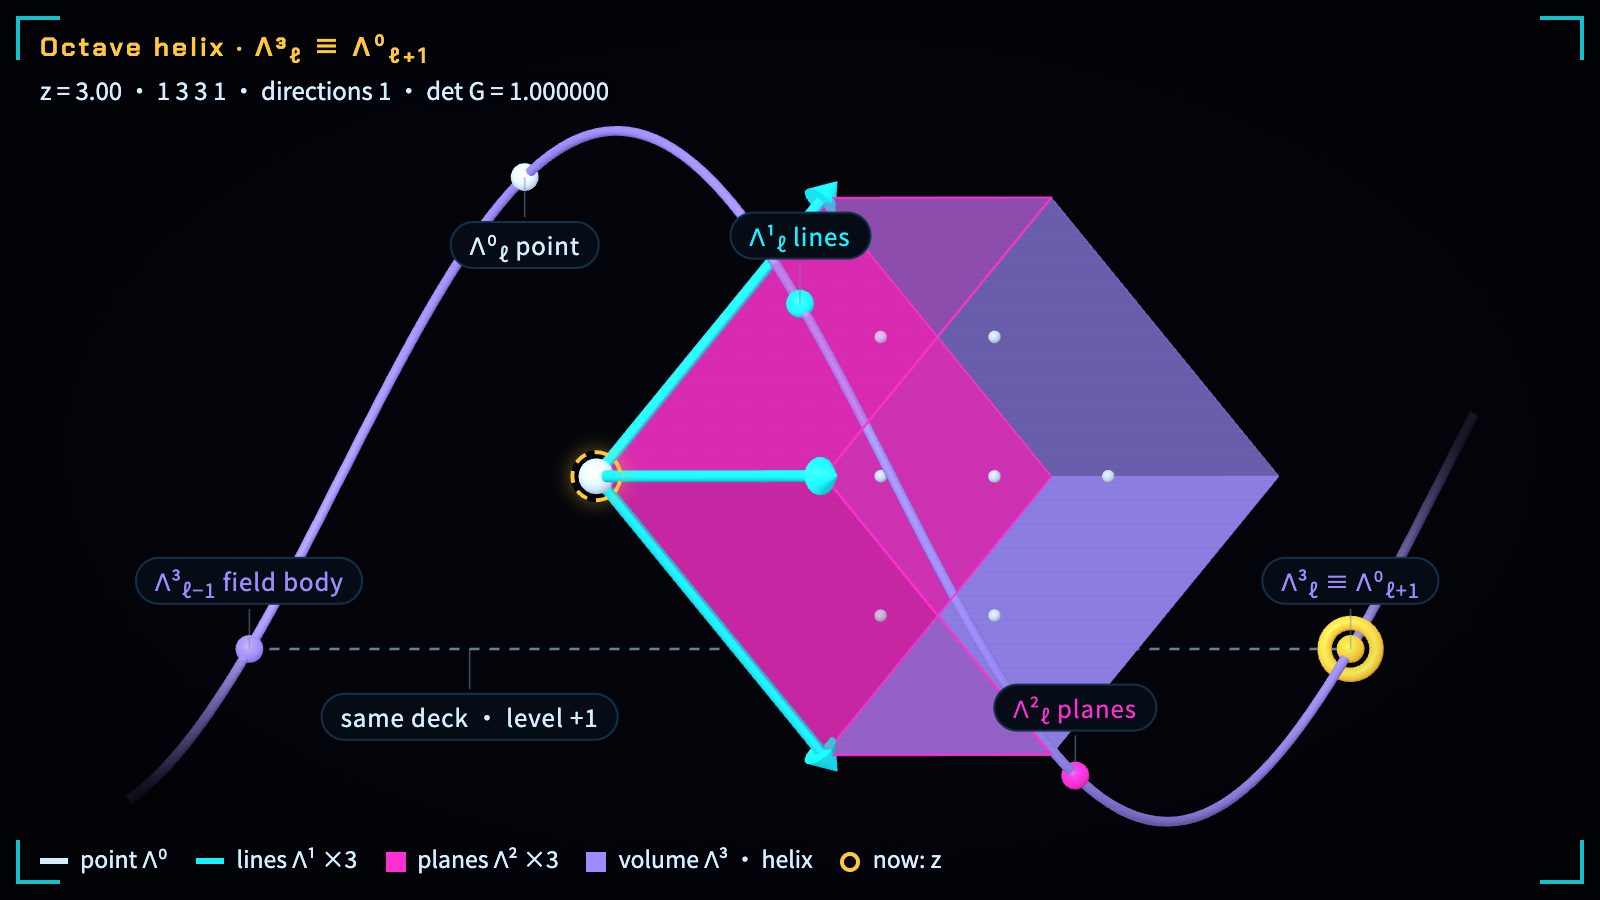 Octave helix · Λ³ℓ ≡ Λ⁰ℓ₊₁
z = 3.00 • 1 3 3 1 • directions 1 • det G = 1.000000
Λ⁰ℓ point
Λ¹ℓ lines
Λ³ℓ₋₁ field body
Λ³ℓ ≡ Λ⁰ℓ₊₁
same deck • level +1
Λ²ℓ planes
point Λ⁰ lines Λ¹ ×3 planes Λ² ×3 volume Λ³ • helix now: z